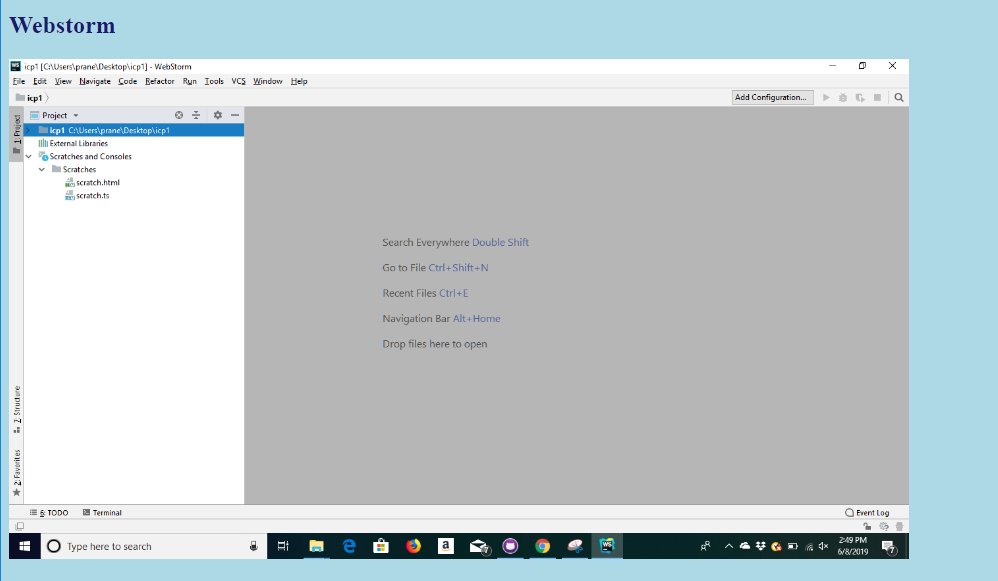 Webstorm
WS icp1 [C:\Users\prane\Desktop\icp1] - WebStorm
File Edit View Navigate Code Refactor Run Tools VCS Window Help
icp1 Add Configuration...
1: Project
Project
icp1 C:\Users\prane\Desktop\icp1
External Libraries
Scratches and Consoles
Scratches
scratch.html
scratch.ts
Search Everywhere Double Shift
Go to File Ctrl+Shift+N
Recent Files Ctrl+E
Navigation Bar Alt+Home
Drop files here to open
7: Structure
2: Favorites
6: TODO Terminal Event Log
Type here to search
2:49 PM
6/8/2019
7